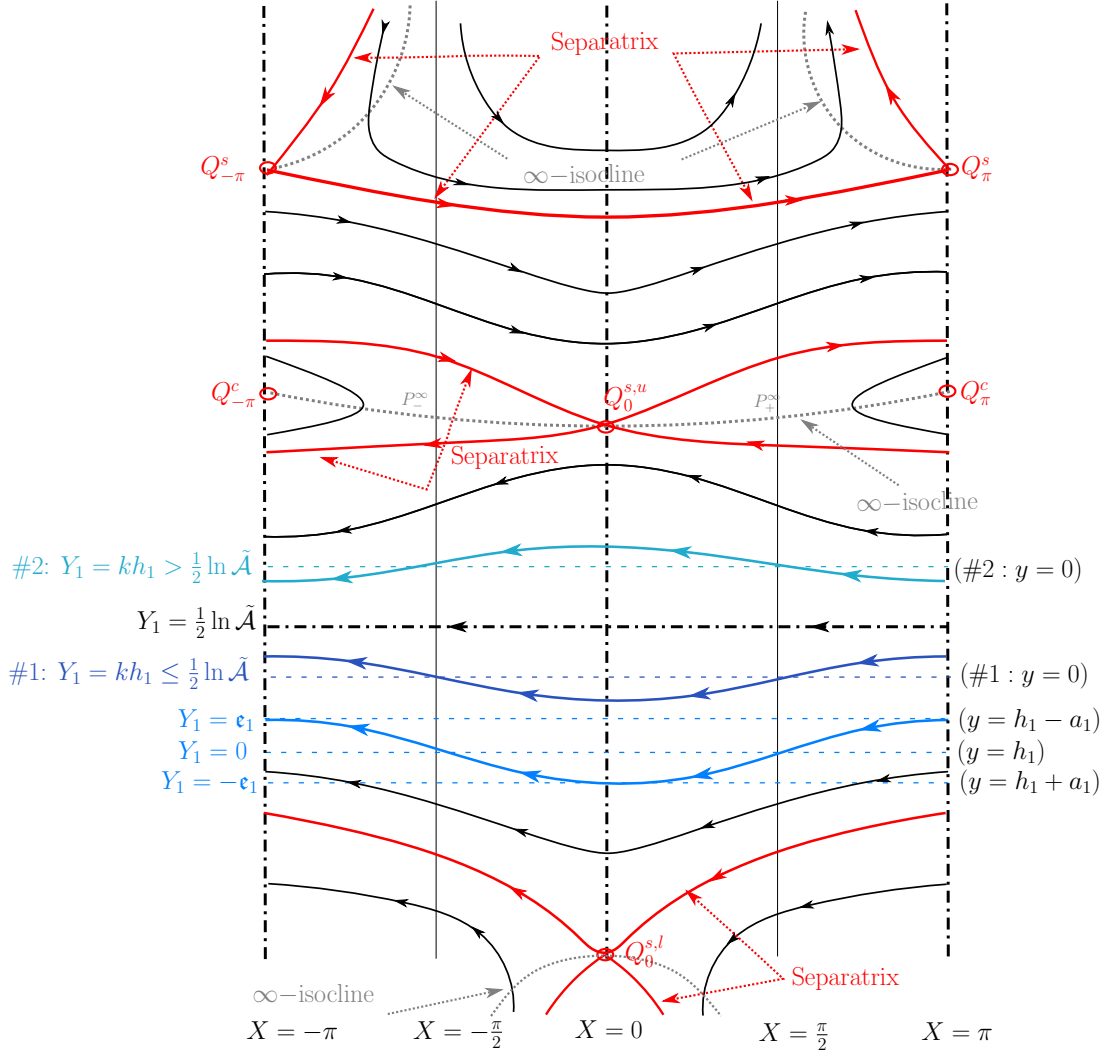 Separatrix
$Q^s_{-\pi}$
∞−isocline
$Q^s_{\pi}$
$Q^c_{-\pi}$
$P^\infty_-$
$Q^{s,u}_0$
$P^\infty_+$
$Q^c_{\pi}$
Separatrix
∞−isocline
#2: $Y_1 = kh_1 > \frac{1}{2} \ln \tilde{\mathcal{A}}$
(#2 : $y = 0$)
$Y_1 = \frac{1}{2} \ln \tilde{\mathcal{A}}$
#1: $Y_1 = kh_1 \leq \frac{1}{2} \ln \tilde{\mathcal{A}}$
(#1 : $y = 0$)
$Y_1 = \mathfrak{e}_1$
$(y = h_1 - a_1)$
$Y_1 = 0$
$(y = h_1)$
$Y_1 = -\mathfrak{e}_1$
$(y = h_1 + a_1)$
$Q^{s,l}_0$
Separatrix
∞−isocline
$X = -\pi$
$X = -\frac{\pi}{2}$
$X = 0$
$X = \frac{\pi}{2}$
$X = \pi$